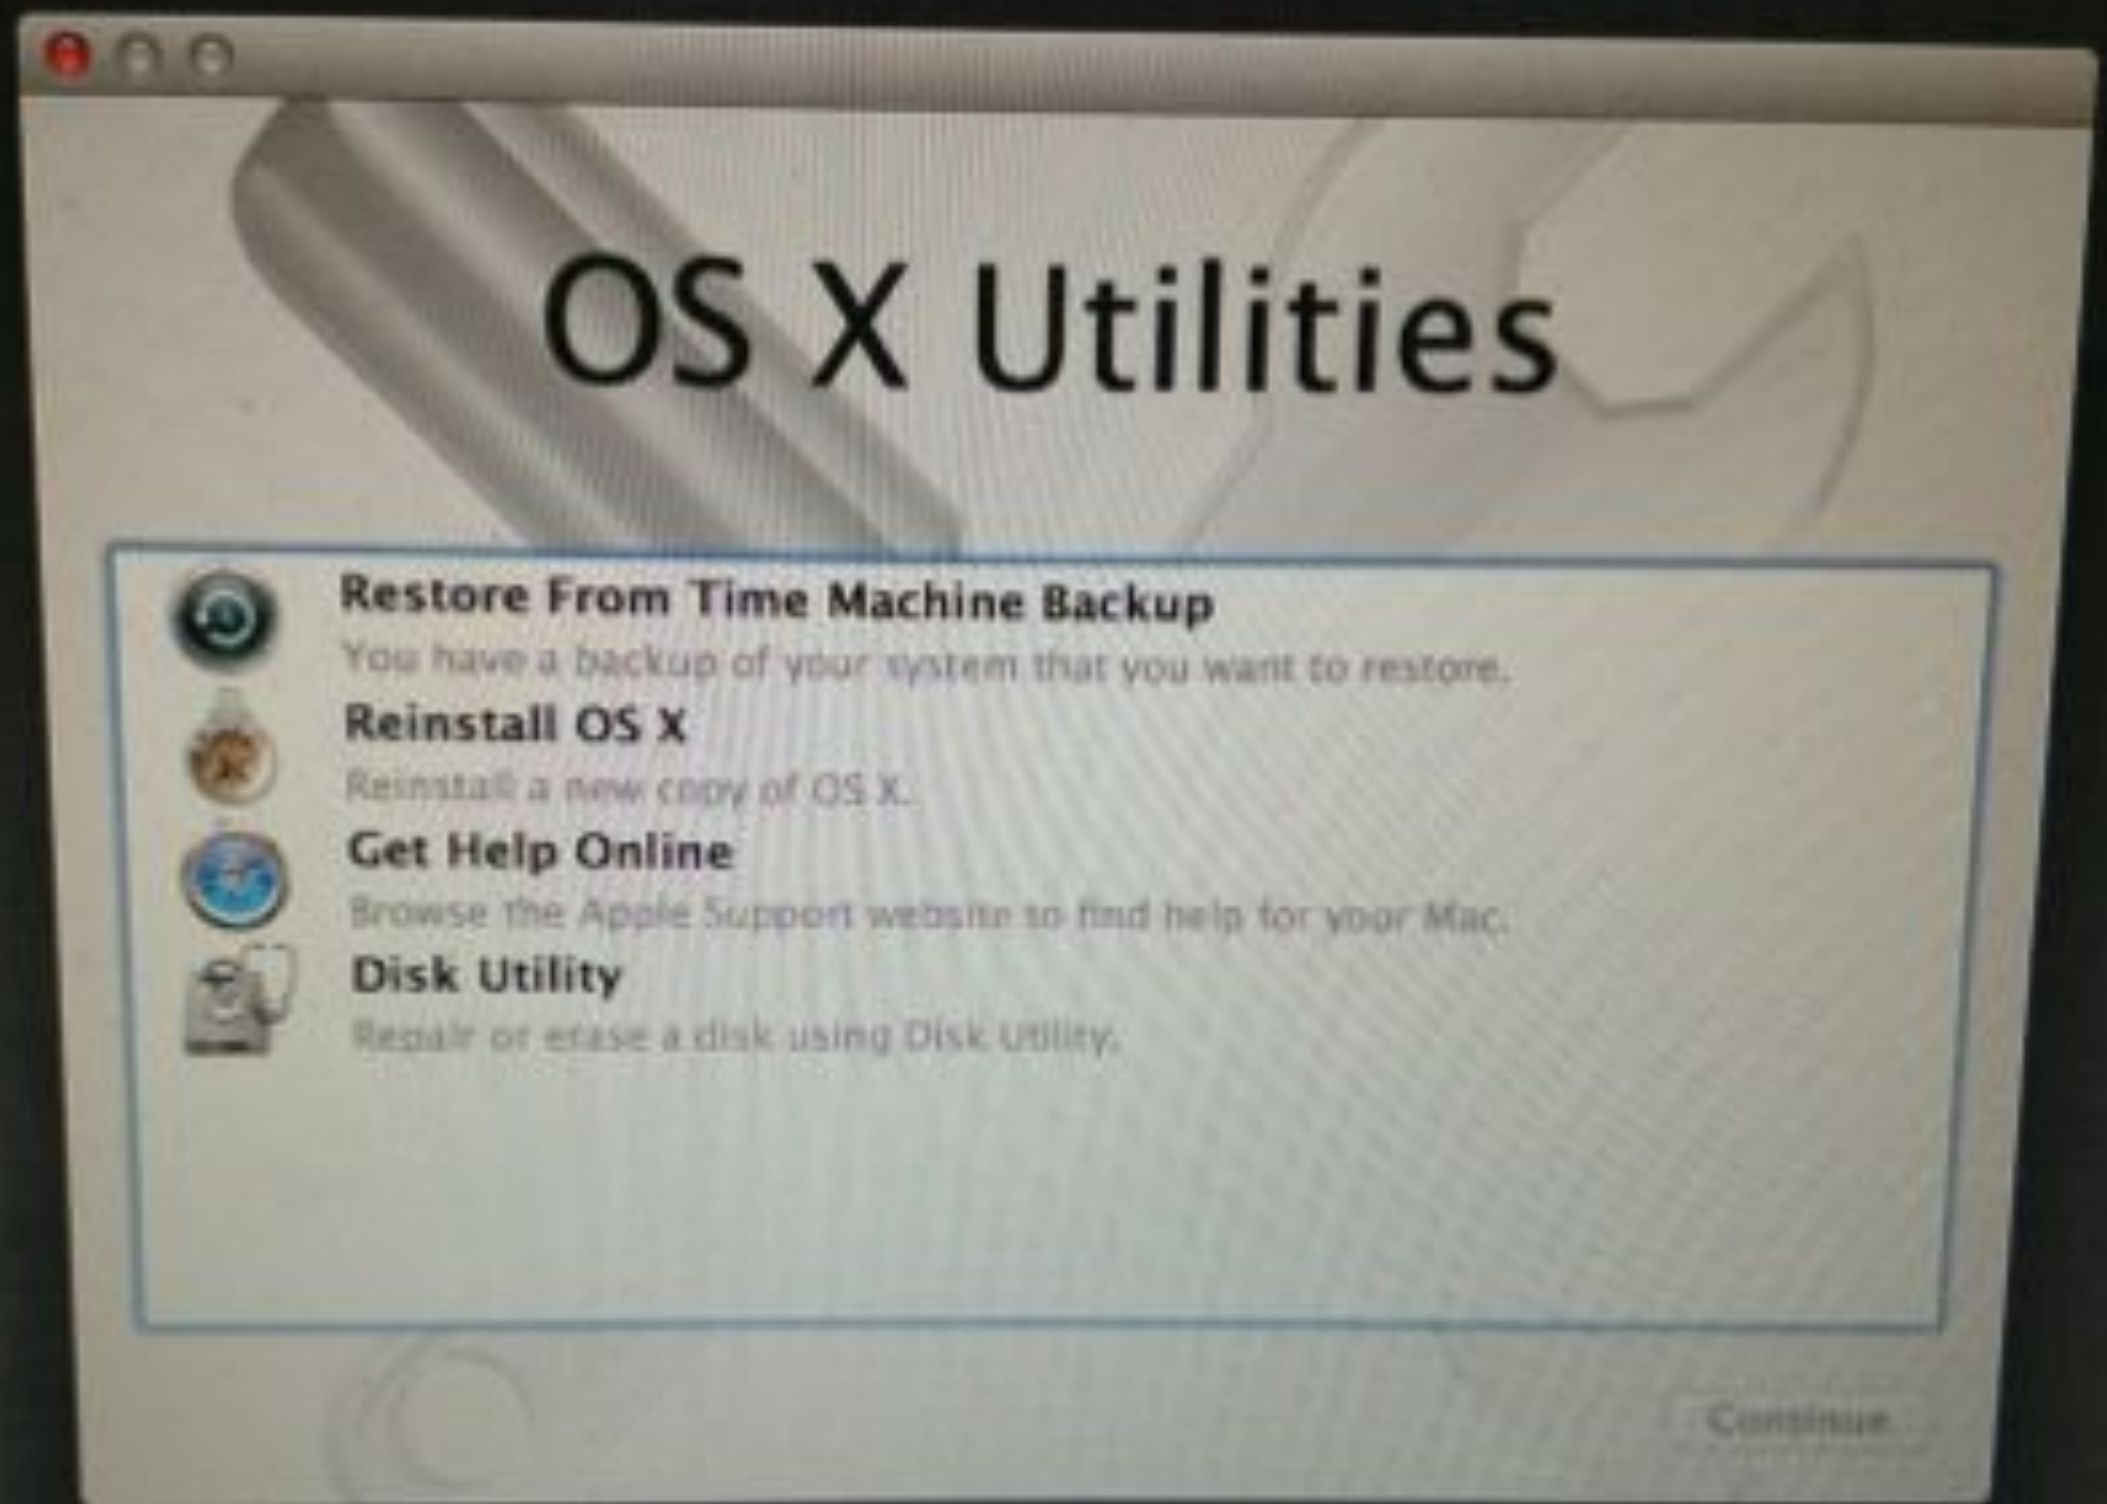 OS X Utilities
Restore From Time Machine Backup
You have a backup of your system that you want to restore.
Reinstall OS X
Reinstall a new copy of OS X.
Get Help Online
Browse the Apple Support website to find help for your Mac.
Disk Utility
Repair or erase a disk using Disk Utility.
Continue